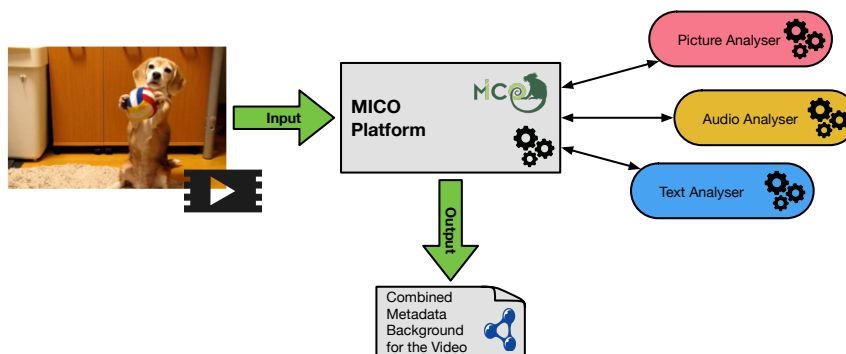 Picture Analyser
MICO
MICO
Platform
Input
Audio Analyser
Text Analyser
Output
Combined
Metadata
Background
for the Video